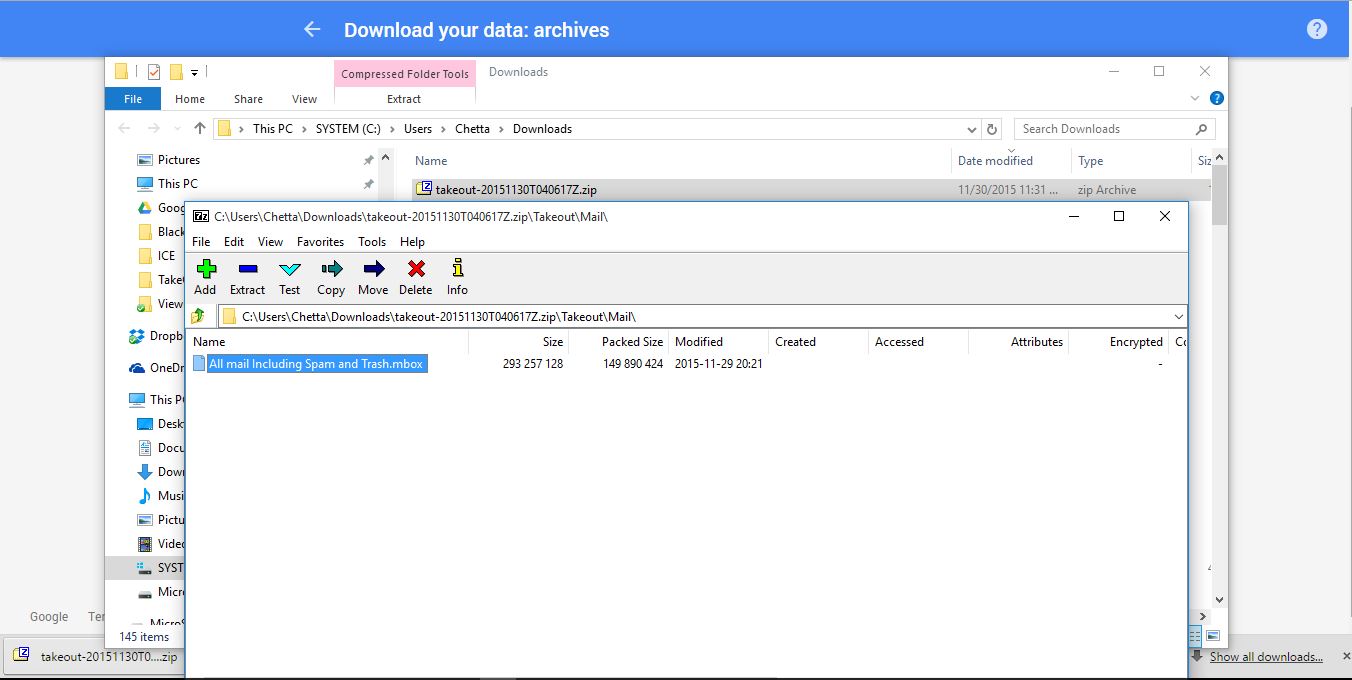 Download your data: archives
?
Compressed Folder Tools Downloads
File Home Share View Extract
?
This PC > SYSTEM (C:) > Users > Chetta > Downloads
Search Downloads
Pictures
This PC
Goog
Black
ICE
Take
View
Dropb
OneDr
This P
Desk
Docu
Down
Musi
Pictu
Video
SYST
Micr
145 items
Name Date modified Type Siz
takeout-20151130T040617Z.zip 11/30/2015 11:31 ... zip Archive
7z C:\Users\Chetta\Downloads\takeout-20151130T040617Z.zip\Takeout\Mail\
File Edit View Favorites Tools Help
Add Extract Test Copy Move Delete Info
C:\Users\Chetta\Downloads\takeout-20151130T040617Z.zip\Takeout\Mail\
Name Size Packed Size Modified Created Accessed Attributes Encrypted Co
All mail Including Spam and Trash.mbox 293 257 128 149 890 424 2015-11-29 20:21 -
Google Ter
takeout-20151130T0....zip
Show all downloads...